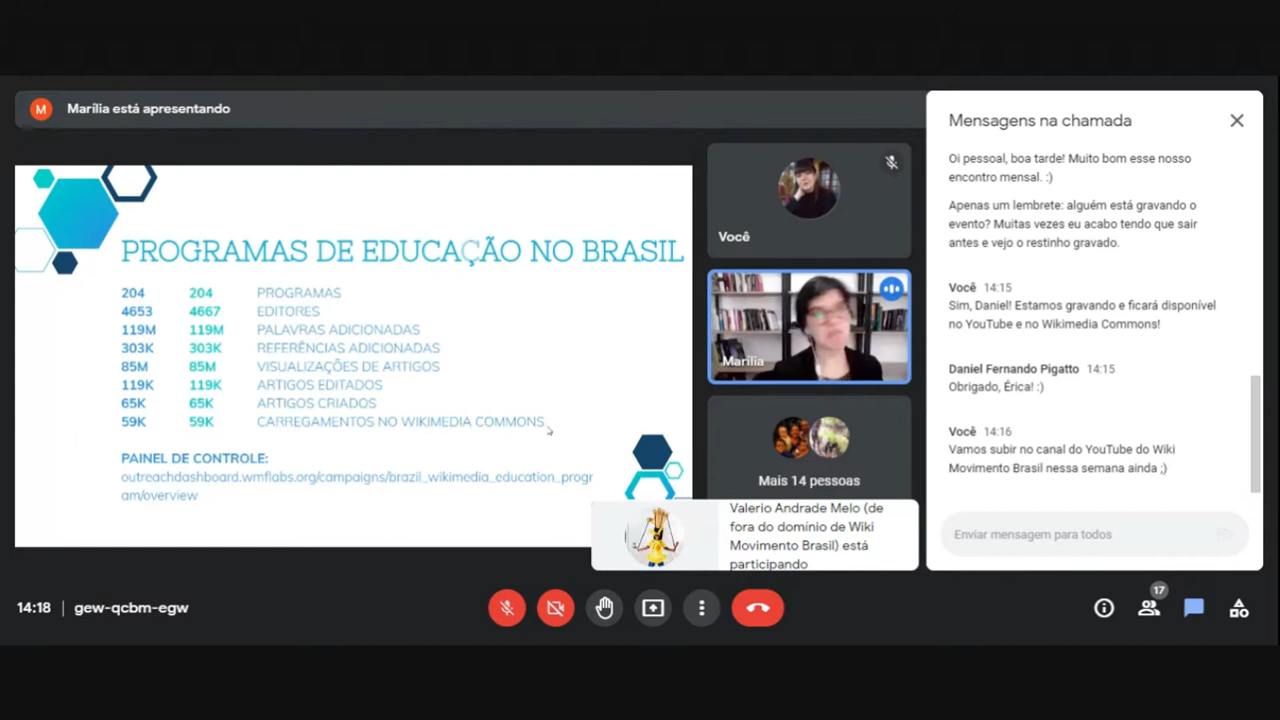 M
Marília está apresentando
PROGRAMAS DE EDUCAÇÃO NO BRASIL
204 204 PROGRAMAS
4653 4667 EDITORES
119M 119M PALAVRAS ADICIONADAS
303K 303K REFERÊNCIAS ADICIONADAS
85M 85M VISUALIZAÇÕES DE ARTIGOS
119K 119K ARTIGOS EDITADOS
65K 65K ARTIGOS CRIADOS
59K 59K CARREGAMENTOS NO WIKIMEDIA COMMONS
PAINEL DE CONTROLE:
outreachdashboard.wmflabs.org/campaigns/brazil_wikimedia_education_progr
am/overview
Você
Marília
Mais 14 pessoas
Valerio Andrade Melo (de
fora do domínio de Wiki
Movimento Brasil) está
participando
Mensagens na chamada
Oi pessoal, boa tarde! Muito bom esse nosso
encontro mensal. :)
Apenas um lembrete: alguém está gravando o
evento? Muitas vezes eu acabo tendo que sair
antes e vejo o restinho gravado.
Você 14:15
Sim, Daniel! Estamos gravando e ficará disponível
no YouTube e no Wikimedia Commons!
Daniel Fernando Pigatto 14:15
Obrigado, Érica! :)
Você 14:16
Vamos subir no canal do YouTube do Wiki
Movimento Brasil nessa semana ainda ;)
Enviar mensagem para todos
14:18 | gew-qcbm-egw
17